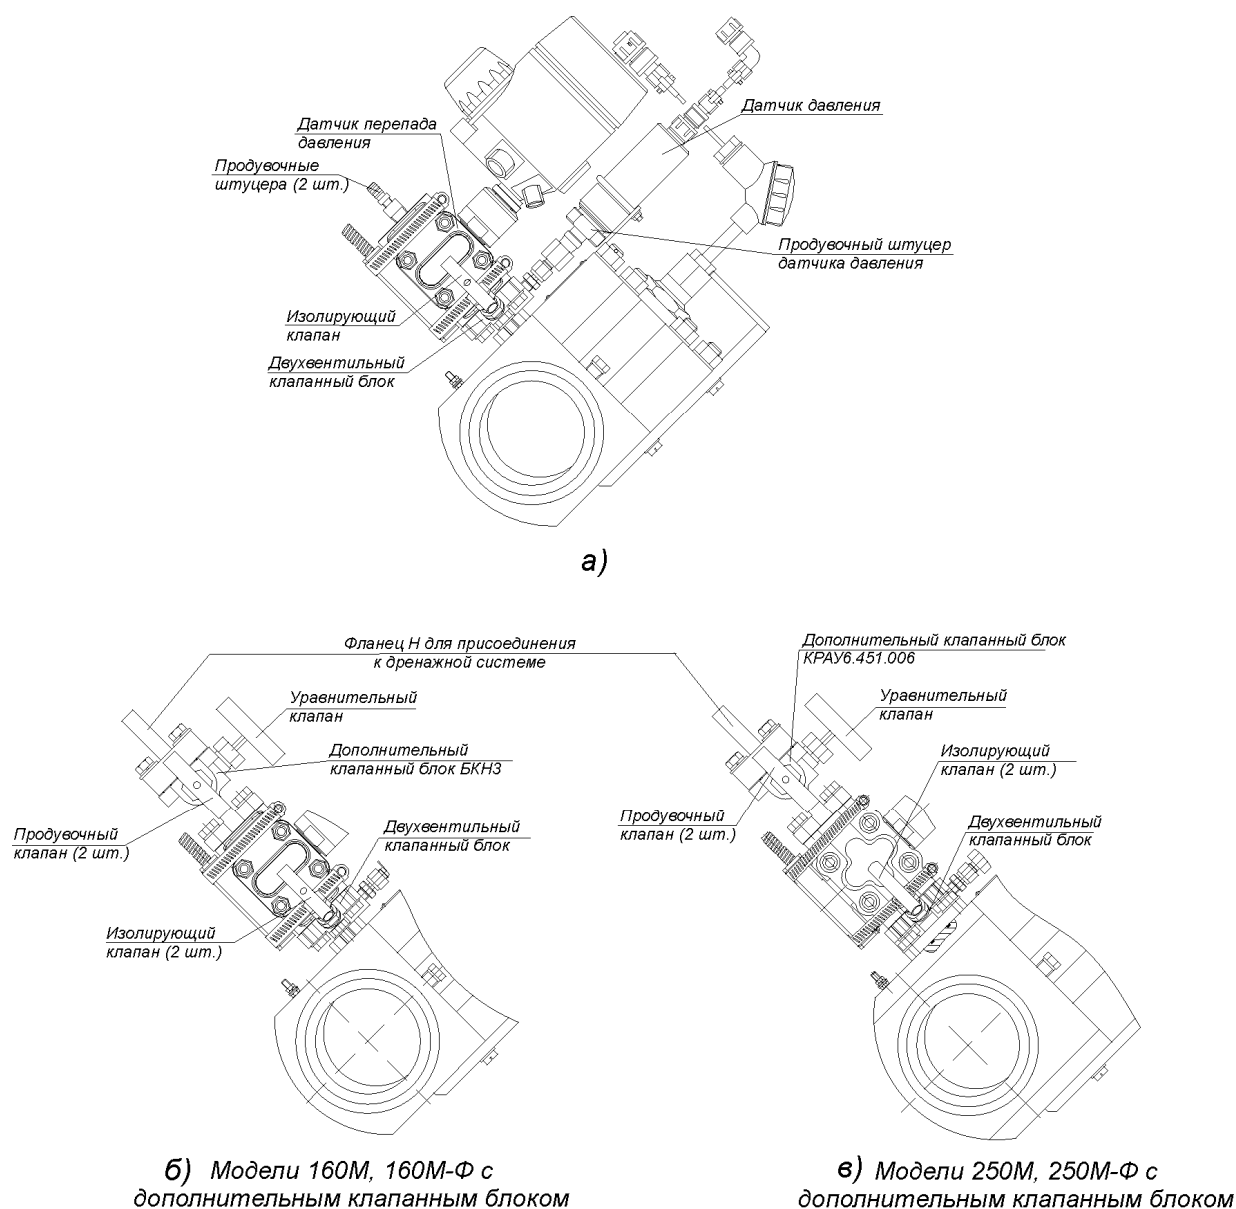 Датчик давления
Датчик перепада
давления
Продувочные
штуцера (2 шт.)
Продувочный штуцер
датчика давления
Изолирующий
клапан
Двухвентильный
клапанный блок
а)
Фланец Н для присоединения
к дренажной системе
Уравнительный
клапан
Дополнительный
клапанный блок БКН3
Продувочный
клапан (2 шт.)
Двухвентильный
клапанный блок
Изолирующий
клапан (2 шт.)
б) Модели 160М, 160М-Ф с
дополнительным клапанным блоком
Дополнительный клапанный блок
КРАУ6.451.006
Уравнительный
клапан
Изолирующий
клапан (2 шт.)
Продувочный
клапан (2 шт.)
Двухвентильный
клапанный блок
в) Модели 250М, 250М-Ф с
дополнительным клапанным блоком